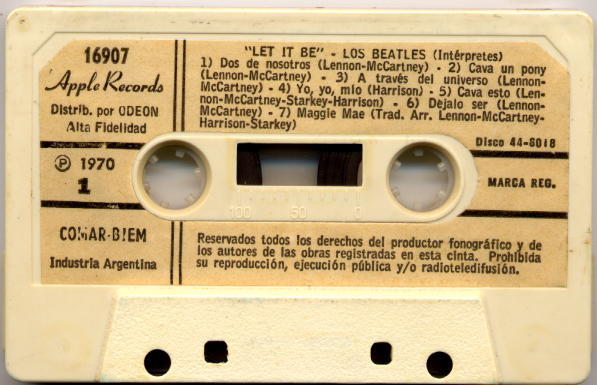 16907
Apple Records
Distrib. por ODEON
Alta Fidelidad
"LET IT BE" - LOS BEATLES (Intérpretes)
1) Dos de nosotros (Lennon-McCartney) - 2) Cava un pony
(Lennon-McCartney) - 3) A través del universo (Lennon-
McCartney) - 4) Yo, yo, mío (Harrison) - 5) Cava esto (Len-
non-McCartney-Starkey-Harrison) - 6) Dejalo ser (Lennon-
McCartney) - 7) Maggie Mae (Trad. Arr. Lennon-McCartney-
Harrison-Starkey)
Disco 44-6018
℗ 1970
1
MARCA REG.
100 50 0
COMAR-BIEM
Industria Argentina
Reservados todos los derechos del productor fonográfico y de
los autores de las obras registradas en esta cinta. Prohibida
su reproducción, ejecución pública y/o radioteledifusión.